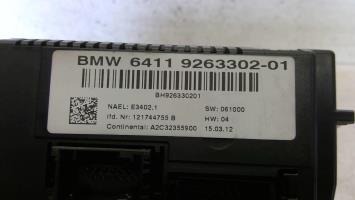 BMW 6411 9263302-01
BH926330201
NAEL: E3402.1 SW: 061000
lfd. Nr: 121744755 B HW: 04
Continental: A2C32355900 15.03.12